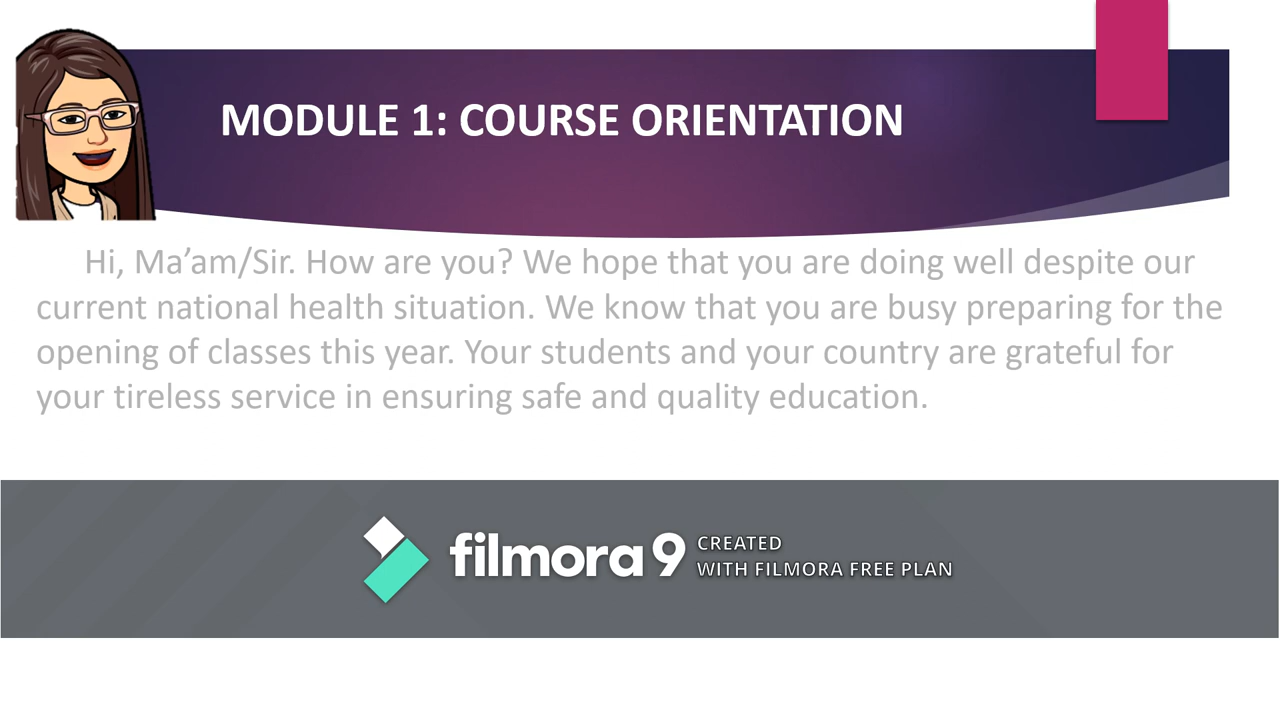 MODULE 1: COURSE ORIENTATION
Hi, Ma’am/Sir. How are you? We hope that you are doing well despite our
current national health situation. We know that you are busy preparing for the
opening of classes this year. Your students and your country are grateful for
your tireless service in ensuring safe and quality education.
filmora 9
CREATED
WITH FILMORA FREE PLAN